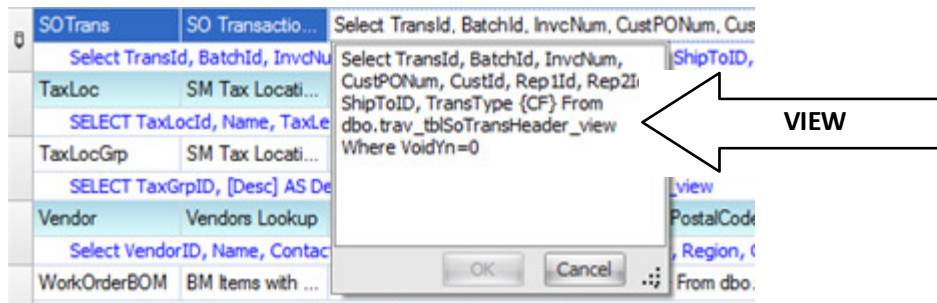 SOTrans SO Transactio... Select TransId, BatchId, InvcNum, CustPONum, Cus
Select TransId, BatchId, InvcNu ShipToID,
Select TransId, BatchId, InvcNum,
CustPONum, CustId, Rep1Id, Rep2I
ShipToID, TransType {CF} From
dbo.trav_tblSoTransHeader_view
Where VoidYn=0
VIEW
TaxLoc SM Tax Locati...
SELECT TaxLocId, Name, TaxLe
TaxLocGrp SM Tax Locati...
SELECT TaxGrpID, [Desc] AS De _view
Vendor Vendors Lookup PostalCode
Select VendorID, Name, Contac , Region,
OK Cancel
WorkOrderBOM BM Items with ... From dbo.